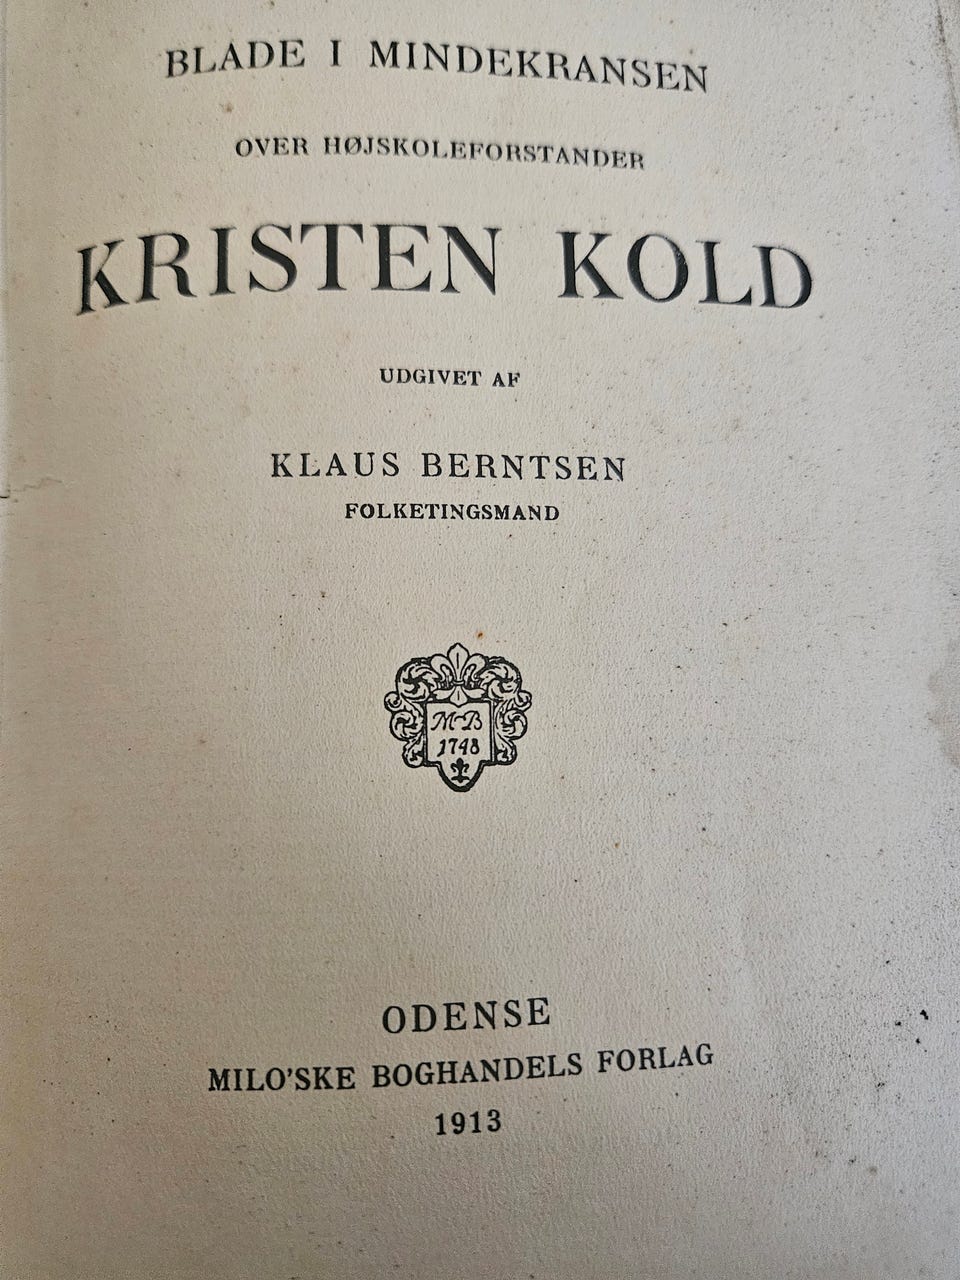 BLADE I MINDEKRANSEN
OVER HØJSKOLEFORSTANDER
KRISTEN KOLD
UDGIVET AF
KLAUS BERNTSEN
FOLKETINGSMAND
M-B
1748
ODENSE
MILO'SKE BOGHANDELS FORLAG
1913